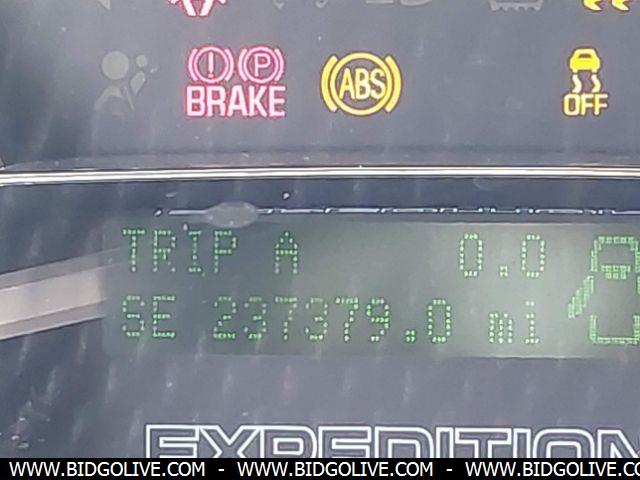 ! P
BRAKE
ABS
OFF
TRIP A 0.0
SE 237379.0 mi
EXPEDITION
WWW.BIDGOLIVE.COM - WWW.BIDGOLIVE.COM - WWW.BIDGOLIVE.CO